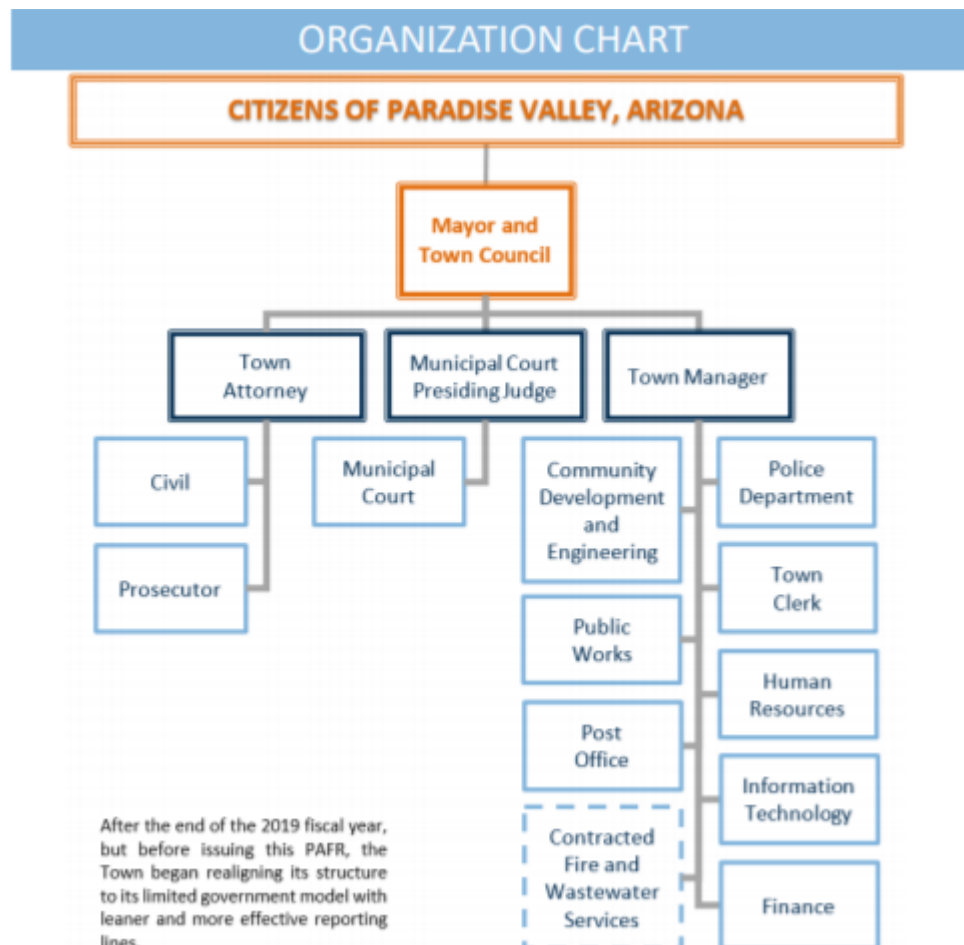 ORGANIZATION CHART
CITIZENS OF PARADISE VALLEY, ARIZONA
Mayor and
Town Council
Town
Attorney
Municipal Court
Presiding Judge
Town Manager
Civil
Prosecutor
Municipal
Court
Community
Development
and
Engineering
Public
Works
Post
Office
Contracted
Fire and
Wastewater
Services
Police
Department
Town
Clerk
Human
Resources
Information
Technology
Finance
After the end of the 2019 fiscal year,
but before issuing this PAFR, the
Town began realigning its structure
to its limited government model with
leaner and more effective reporting
lines.